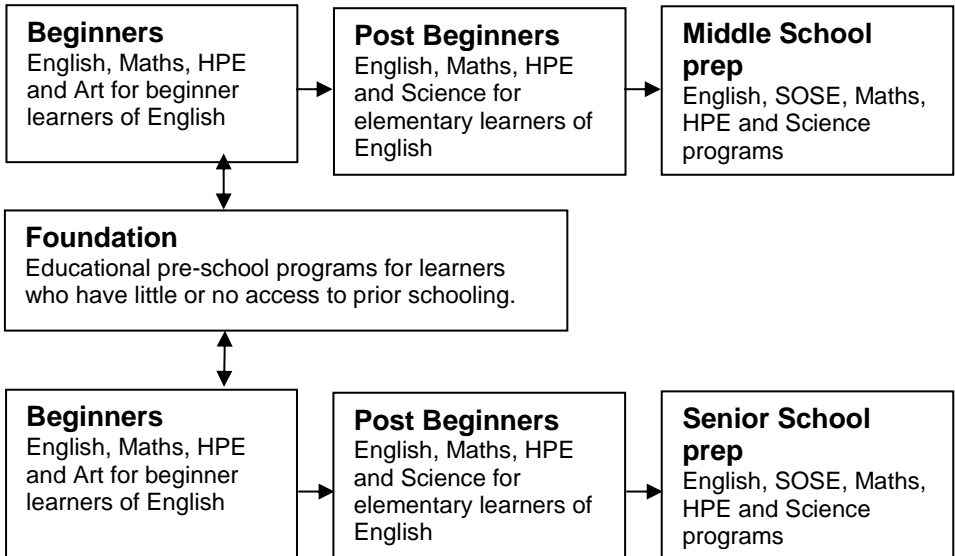 Beginners
English, Maths, HPE
and Art for beginner
learners of English
Post Beginners
English, Maths, HPE
and Science for
elementary learners of
English
Middle School
prep
English, SOSE, Maths,
HPE and Science
programs
Foundation
Educational pre-school programs for learners
who have little or no access to prior schooling.
Beginners
English, Maths, HPE
and Art for beginner
learners of English
Post Beginners
English, Maths, HPE
and Science for
elementary learners of
English
Senior School
prep
English, SOSE, Maths,
HPE and Science
programs